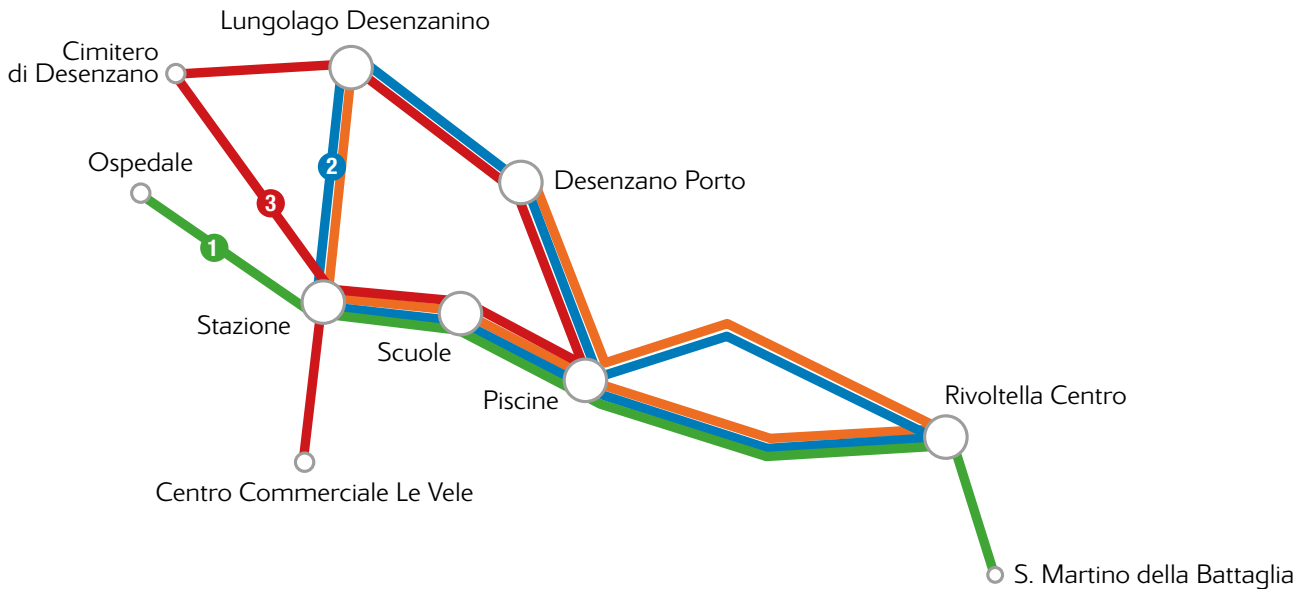 Lungolago Desenzanino
Cimitero
di Desenzano
Ospedale
2
Desenzano Porto
3
1
Stazione
Scuole
Piscine
Rivoltella Centro
Centro Commerciale Le Vele
S. Martino della Battaglia